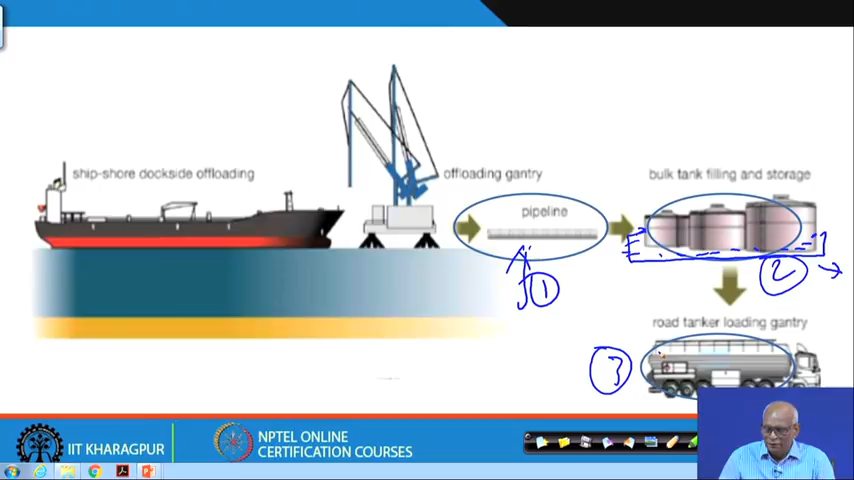 ship-shore dockside offloading
offloading gantry
pipeline
bulk tank filling and storage
1
2
road tanker loading gantry
3
IIT KHARAGPUR
NPTEL ONLINE
CERTIFICATION COURSES